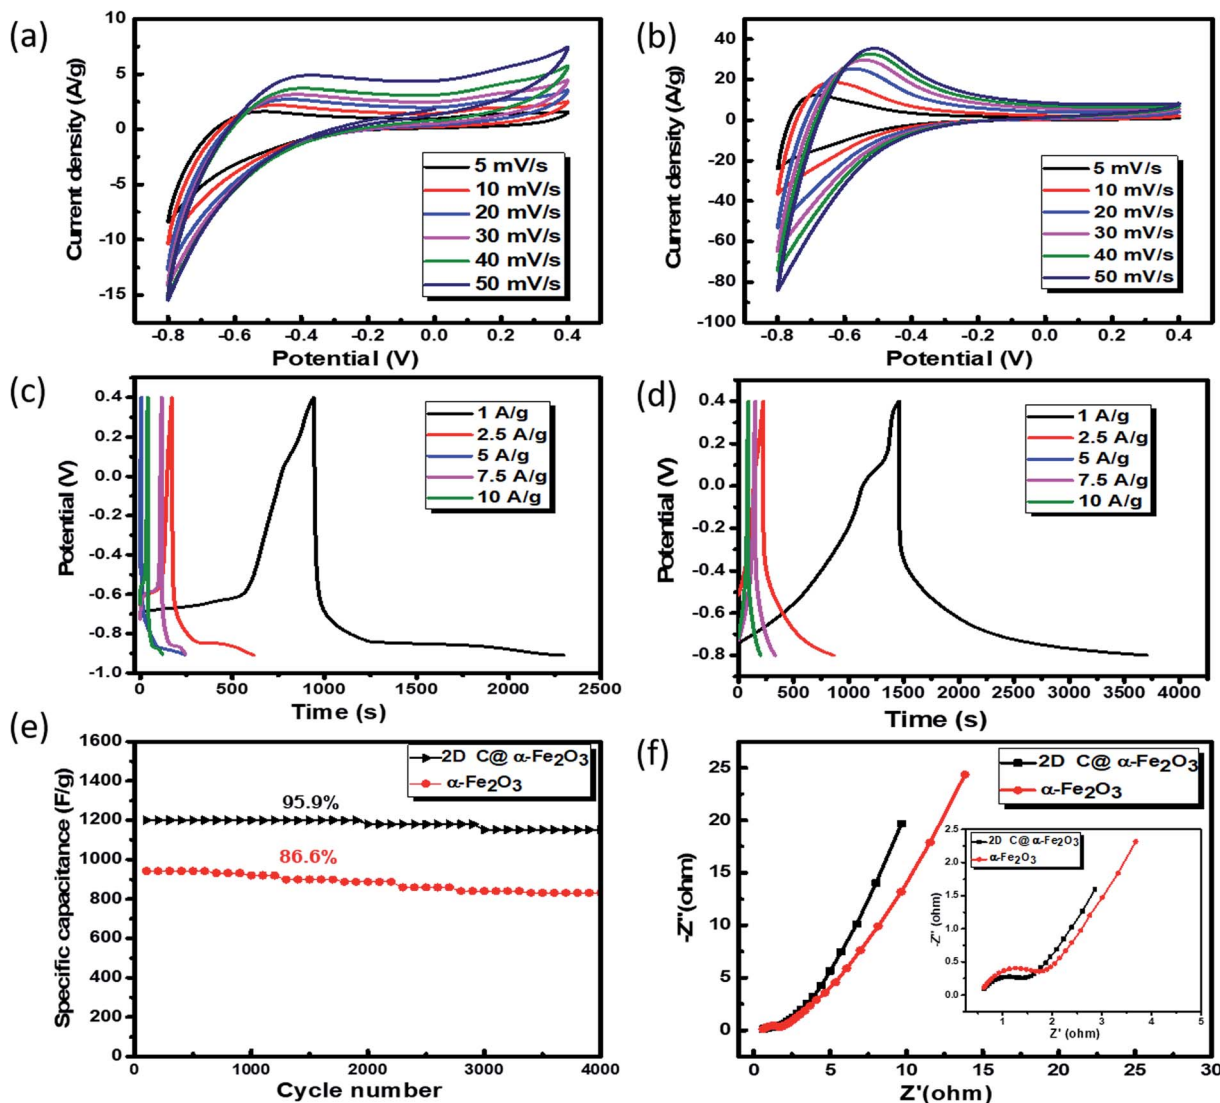 (a)
Current density (A/g)
10
5
0
-5
-10
-15
-0.8 -0.6 -0.4 -0.2 0.0 0.2 0.4
Potential (V)
5 mV/s
10 mV/s
20 mV/s
30 mV/s
40 mV/s
50 mV/s
(b)
Current density (A/g)
40
20
0
-20
-40
-60
-80
-100
-0.8 -0.6 -0.4 -0.2 0.0 0.2 0.4
Potential (V)
5 mV/s
10 mV/s
20 mV/s
30 mV/s
40 mV/s
50 mV/s
(c)
Potential (V)
0.4
0.2
0.0
-0.2
-0.4
-0.6
-0.8
-1.0
0 500 1000 1500 2000 2500
Time (s)
1 A/g
2.5 A/g
5 A/g
7.5 A/g
10 A/g
(d)
Potential (V)
0.4
0.2
0.0
-0.2
-0.4
-0.6
-0.8
0 500 1000 1500 2000 2500 3000 3500 4000
Time (s)
1 A/g
2.5 A/g
5 A/g
7.5 A/g
10 A/g
(e)
Specific capacitance (F/g)
1600
1400
1200
1000
800
600
400
200
0
0 1000 2000 3000 4000
Cycle number
2D C@ α-Fe₂O₃
α-Fe₂O₃
95.9%
86.6%
(f)
-Z''(ohm)
25
20
15
10
5
0
0 5 10 15 20 25 30
Z'(ohm)
2D C@ α-Fe₂O₃
α-Fe₂O₃
-Z'' (ohm)
2.5
2.0
1.5
1.0
0.5
0.0
1 2 3 4 5
Z' (ohm)
2D C@ α-Fe₂O₃
α-Fe₂O₃